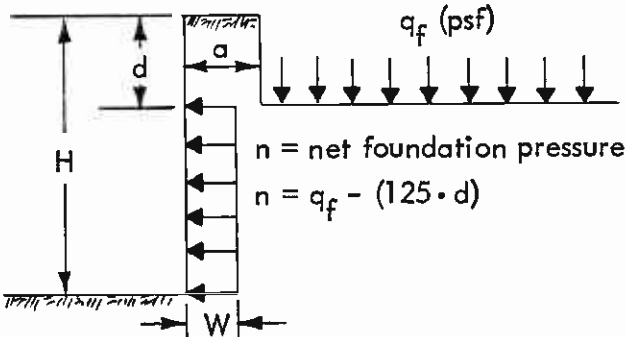 q_f (psf)
a
d
H
n = net foundation pressure
n = q_f - (125 · d)
W